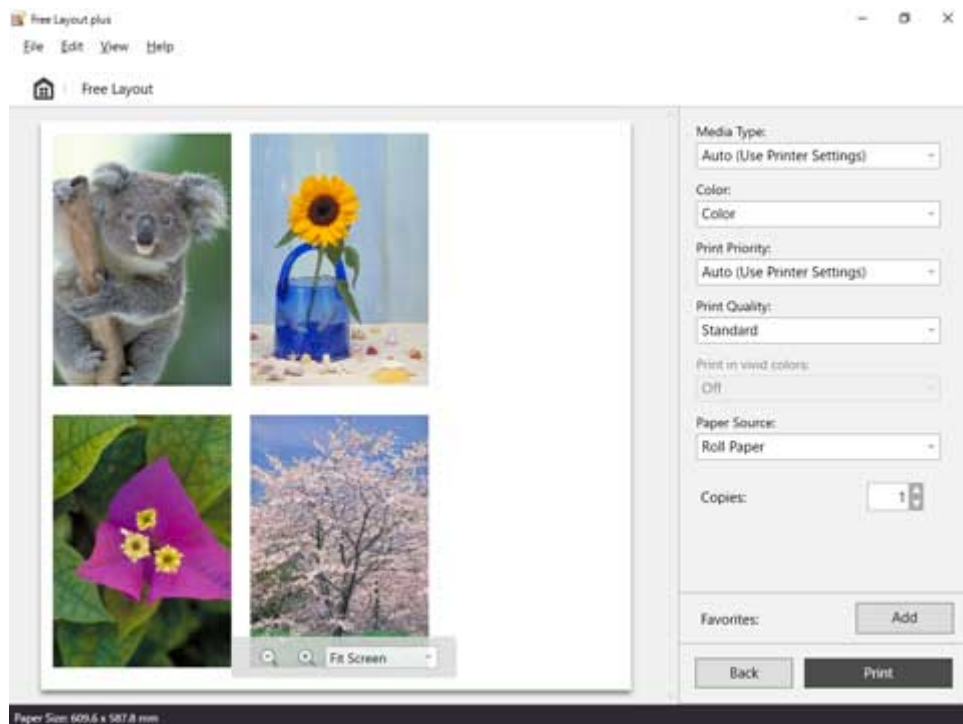 Free Layout plus
File Edit View Help
Free Layout
Media Type:
Auto (Use Printer Settings)
Color:
Color
Print Priority:
Auto (Use Printer Settings)
Print Quality:
Standard
Print in vivid colors:
Off
Paper Source:
Roll Paper
Copies: 1
Fit Screen
Favorites: Add
Back Print
Paper Size: 609.6 x 587.8 mm